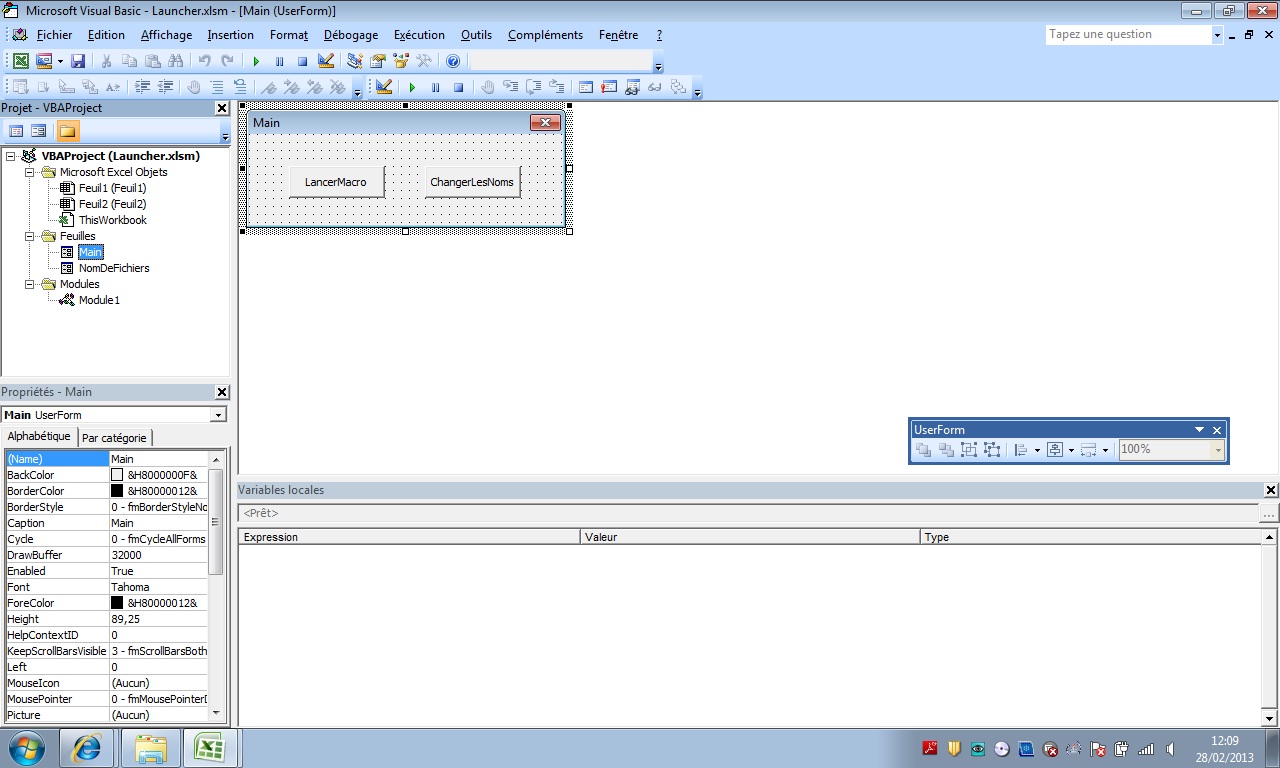 Microsoft Visual Basic - Launcher.xlsm - [Main (UserForm)]
Fichier Edition Affichage Insertion Format Débogage Exécution Outils Compléments Fenêtre ?
Tapez une question
Projet - VBAProject
VBAProject (Launcher.xlsm)
Microsoft Excel Objets
Feuil1 (Feuil1)
Feuil2 (Feuil2)
ThisWorkbook
Feuilles
Main
NomDeFichiers
Modules
Module1
Main
LancerMacro ChangerLesNoms
Propriétés - Main
Main UserForm
Alphabétique Par catégorie
(Name) Main
BackColor &H8000000F&
BorderColor &H80000012&
BorderStyle 0 - fmBorderStyleNo
Caption Main
Cycle 0 - fmCycleAllForms
DrawBuffer 32000
Enabled True
Font Tahoma
ForeColor &H80000012&
Height 89,25
HelpContextID 0
KeepScrollBarsVisible 3 - fmScrollBarsBoth
Left 0
MouseIcon (Aucun)
MousePointer 0 - fmMousePointerD
Picture (Aucun)
UserForm
100%
Variables locales
<Prêt>
...
Expression Valeur Type
12:09
28/02/2013